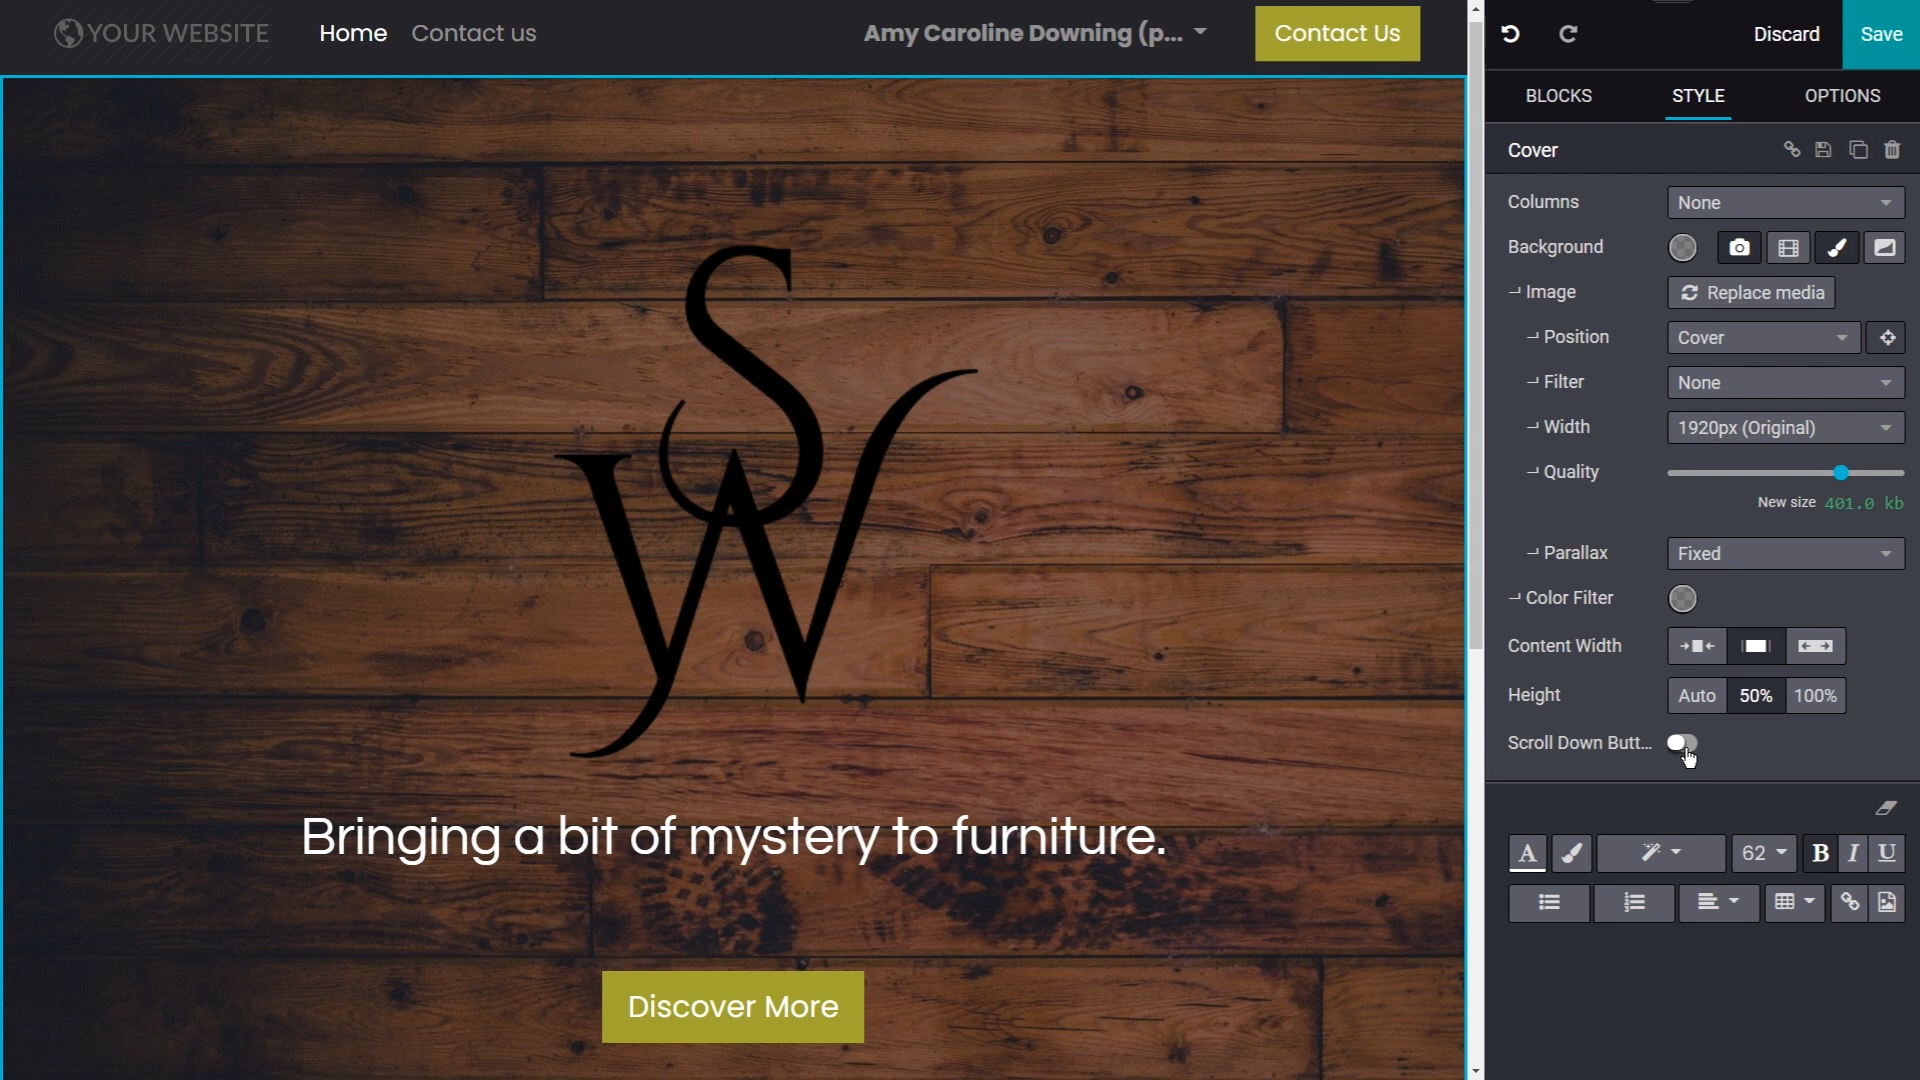 YOUR WEBSITE
Home
Contact us
Amy Caroline Downing (p...
Contact Us
Discard
Save
BLOCKS
STYLE
OPTIONS
Cover
Columns
None
Background
Image
Replace media
Position
Cover
Filter
None
Width
1920px (Original)
Quality
New size 401.0 kb
Parallax
Fixed
Color Filter
Content Width
Height
Auto
50%
100%
Scroll Down Butt...
A
62
B
I
U
SW
Bringing a bit of mystery to furniture.
Discover More